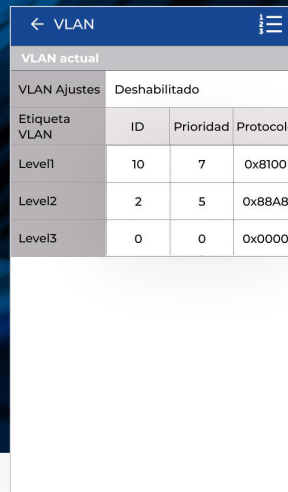 ← VLAN
VLAN actual
VLAN Ajustes Deshabilitado
Etiqueta VLAN ID Prioridad Protocol
Level1 10 7 0x8100
Level2 2 5 0x88A8
Level3 0 0 0x0000